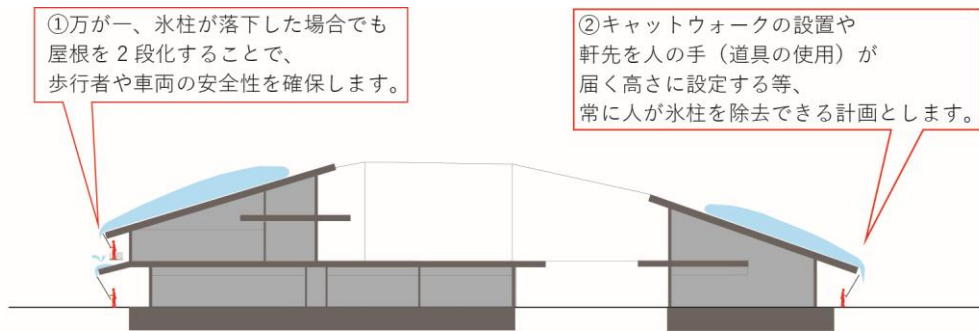 ①万が一、氷柱が落下した場合でも
屋根を２段化することで、
歩行者や車両の安全性を確保します。
②キャットウォークの設置や
軒先を人の手（道具の使用）が
届く高さに設定する等、
常に人が氷柱を除去できる計画とします。